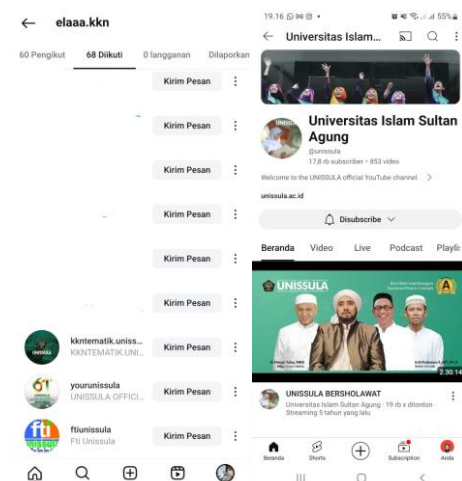 elaaa.kkn
60 Pengikut 68 Diikuti 0 langganan Dilaporkan
Kirim Pesan
Kirim Pesan
Kirim Pesan
Kirim Pesan
Kirim Pesan
Kirim Pesan
kkntematik.uniss...
KKNTEMATIK.UNI...
Kirim Pesan
yourunissula
UNISSULA OFFICI...
Kirim Pesan
ftiunissula
Fti Unissula
Kirim Pesan
19.16
55%
Universitas Islam...
Universitas Islam Sultan
Agung
@unissula
17,8 rb subscriber • 853 video
Welcome to the UNISSULA official YouTube channel.
unissula.ac.id
Disubscribe
Beranda Video Live Podcast Playli
UNISSULA
2.30.14
UNISSULA BERSHOLAWAT
Universitas Islam Sultan Agung · 19 rb x ditonton ·
Streaming 5 tahun yang lalu
Beranda Shorts Subscription Anda